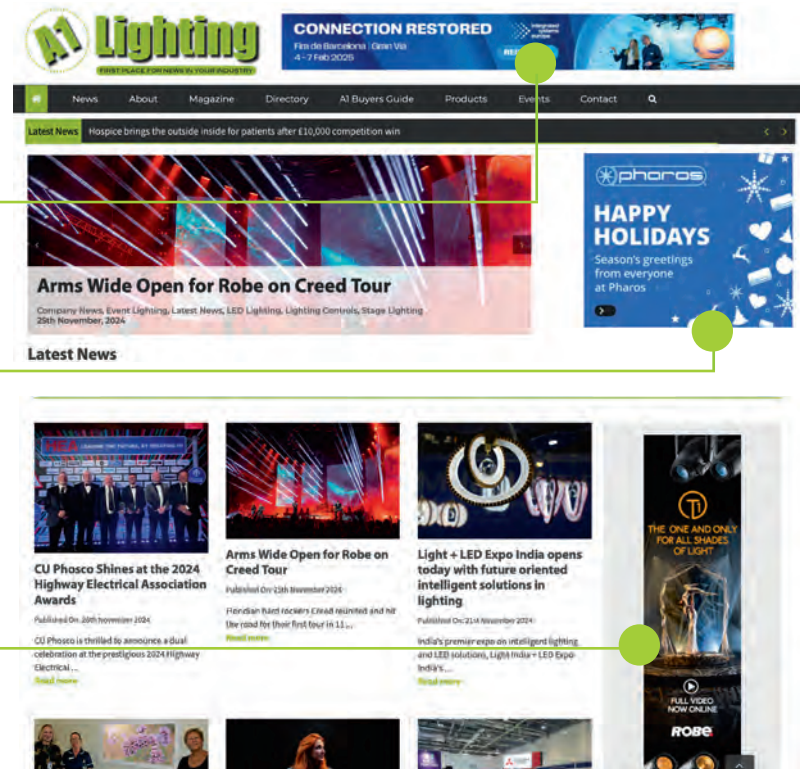 A1 Lighting
FIRST PLACE FOR NEWS IN YOUR INDUSTRY
CONNECTION RESTORED
Fira de Barcelona | Gran Via
4 - 7 Feb 2025
integrated
systems
europe
News About Magazine Directory A1 Buyers Guide Products Events Contact
Latest News Hospice brings the outside inside for patients after £10,000 competition win
pharos
HAPPY
HOLIDAYS
Season's greetings
from everyone
at Pharos
Arms Wide Open for Robe on Creed Tour
Company News, Event Lighting, Latest News, LED Lighting, Lighting Controls, Stage Lighting
25th November, 2024
Latest News
CU Phosco Shines at the 2024
Highway Electrical Association
Awards
Published On: 26th November 2024
CU Phosco is thrilled to announce a dual
celebration at the prestigious 2024 Highway
Electrical ...
Read more
Arms Wide Open for Robe on
Creed Tour
Published On: 25th November 2024
Floridian hard rockers Creed reunited and hit
the road for their first tour in 11 ...
Read more
Light + LED Expo India opens
today with future oriented
intelligent solutions in
lighting
Published On: 21st November 2024
India's premier expo on intelligent lighting
and LED solutions, Light India + LED Expo
India's ...
Read more
THE ONE AND ONLY
FOR ALL SHADES
OF LIGHT
FULL VIDEO
NOW ONLINE
ROBE